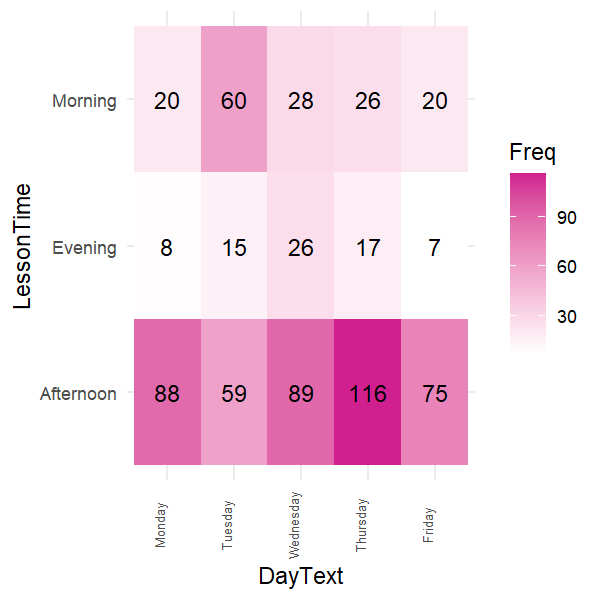 Morning 20 60 28 26 20
Evening 8 15 26 17 7
Afternoon 88 59 89 116 75
Monday Tuesday Wednesday Thursday Friday
DayText
LessonTime
Freq
90
60
30